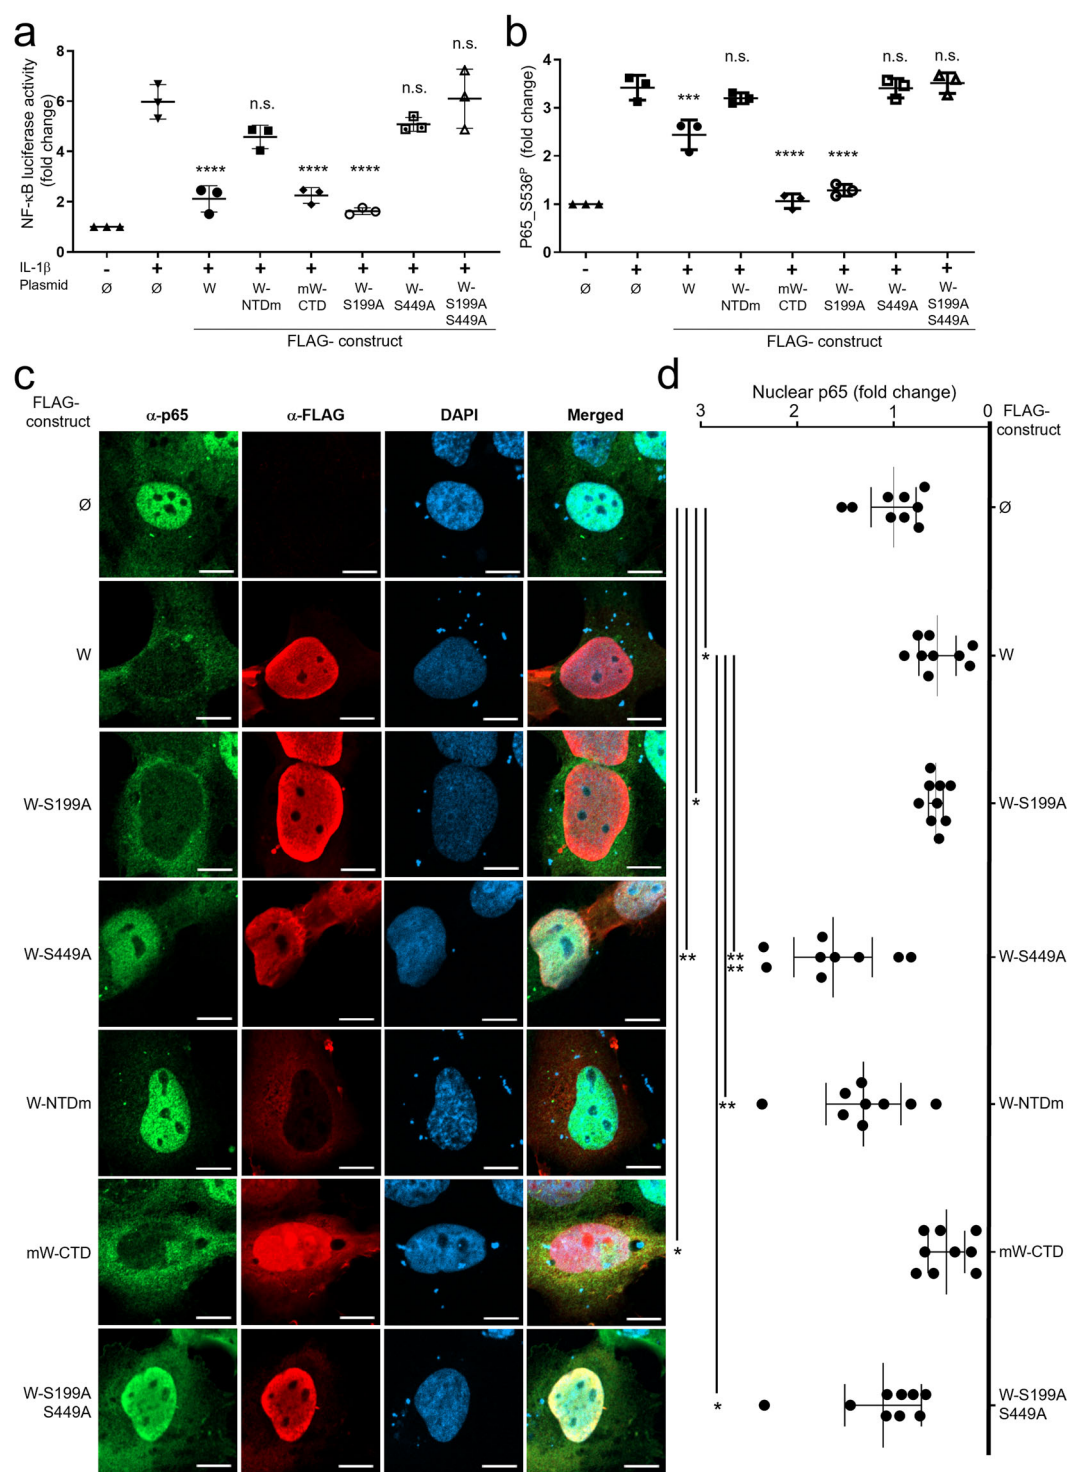 a
NF-κB luciferase activity
(fold change)
8
6
4
2
0
n.s.
n.s.
n.s.
****
****
****
IL-1β - + + + + + + +
Plasmid Ø Ø W W- mW- W- W- W-
NTDm CTD S199A S449A S199A
S449A
FLAG- construct
b
P65_S536ᴾ (fold change)
4
3
2
1
0
n.s.
n.s.
n.s.
***
****
****
- + + + + + + +
Ø Ø W W- mW- W- W- W-
NTDm CTD S199A S449A S199A
S449A
FLAG- construct
c
FLAG-
construct
α-p65 α-FLAG DAPI Merged
Ø
W
W-S199A
W-S449A
W-NTDm
mW-CTD
W-S199A
S449A
d
Nuclear p65 (fold change)
3 2 1 0
FLAG-
construct
Ø
* W
* W-S199A
** ** W-S449A
**
** W-NTDm
* mW-CTD
* W-S199A
S449A